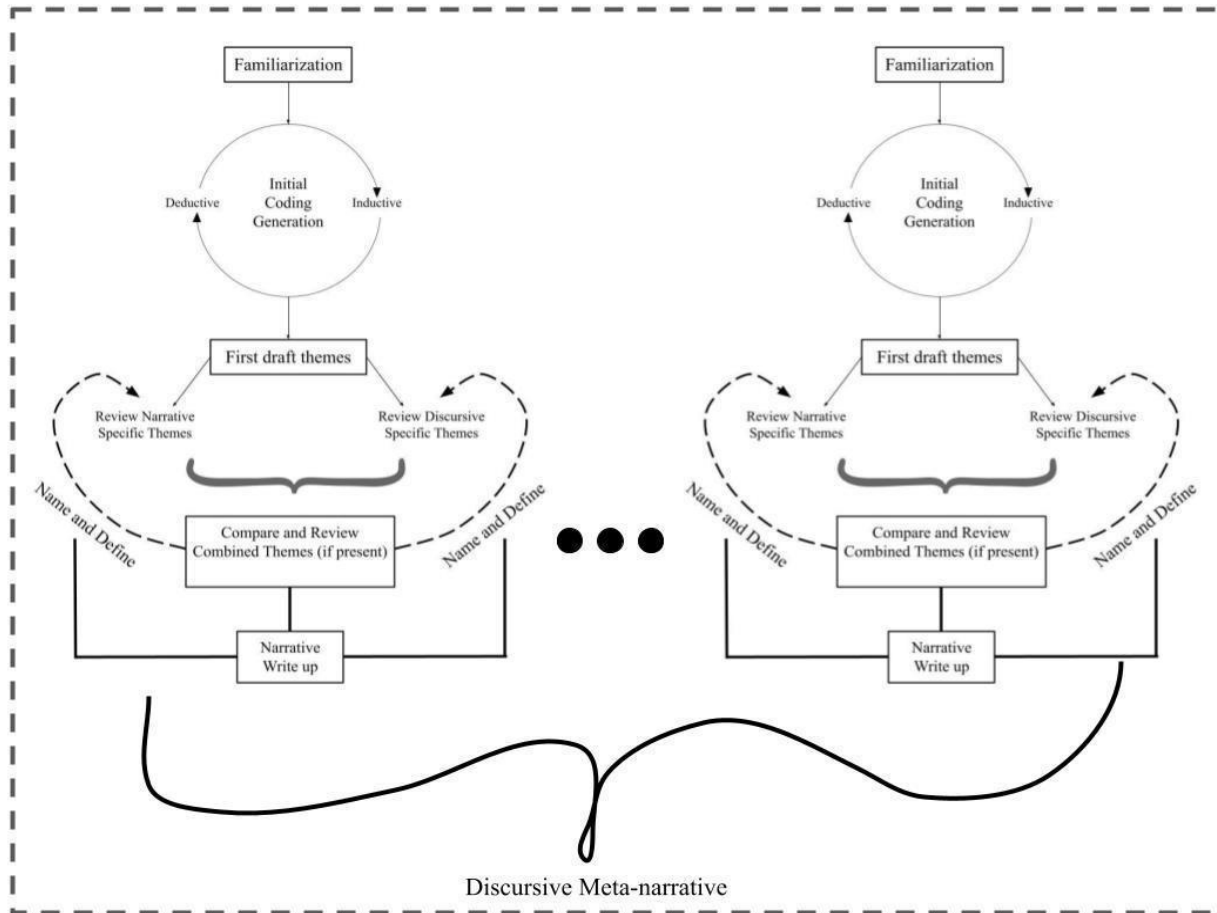 Familiarization
Initial
Coding
Generation
Deductive
Inductive
First draft themes
Review Narrative
Specific Themes
Review Discursive
Specific Themes
Name and Define
Compare and Review
Combined Themes (if present)
Name and Define
Narrative
Write up
Familiarization
Initial
Coding
Generation
Deductive
Inductive
First draft themes
Review Narrative
Specific Themes
Review Discursive
Specific Themes
Name and Define
Compare and Review
Combined Themes (if present)
Name and Define
Narrative
Write up
Discursive Meta-narrative